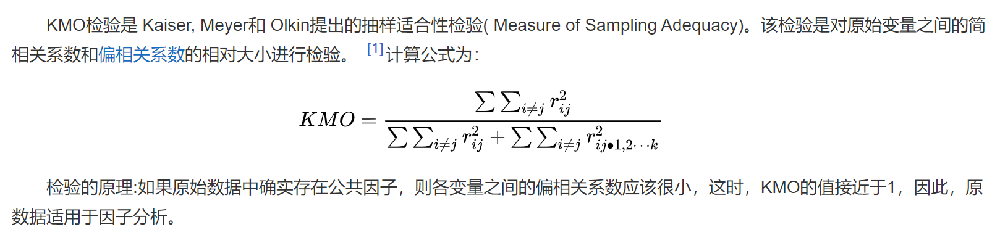 KMO检验是 Kaiser, Meyer和 Olkin提出的抽样适合性检验( Measure of Sampling Adequacy)。该检验是对原始变量之间的简
相关系数和偏相关系数的相对大小进行检验。 [1] 计算公式为：
KMO = \frac{\sum\sum_{i \neq j} r_{ij}^2}{\sum\sum_{i \neq j} r_{ij}^2 + \sum\sum_{i \neq j} r_{ij\bullet 1,2\cdots k}^2}
检验的原理:如果原始数据中确实存在公共因子，则各变量之间的偏相关系数应该很小，这时，KMO的值接近于1，因此，原
数据适用于因子分析。